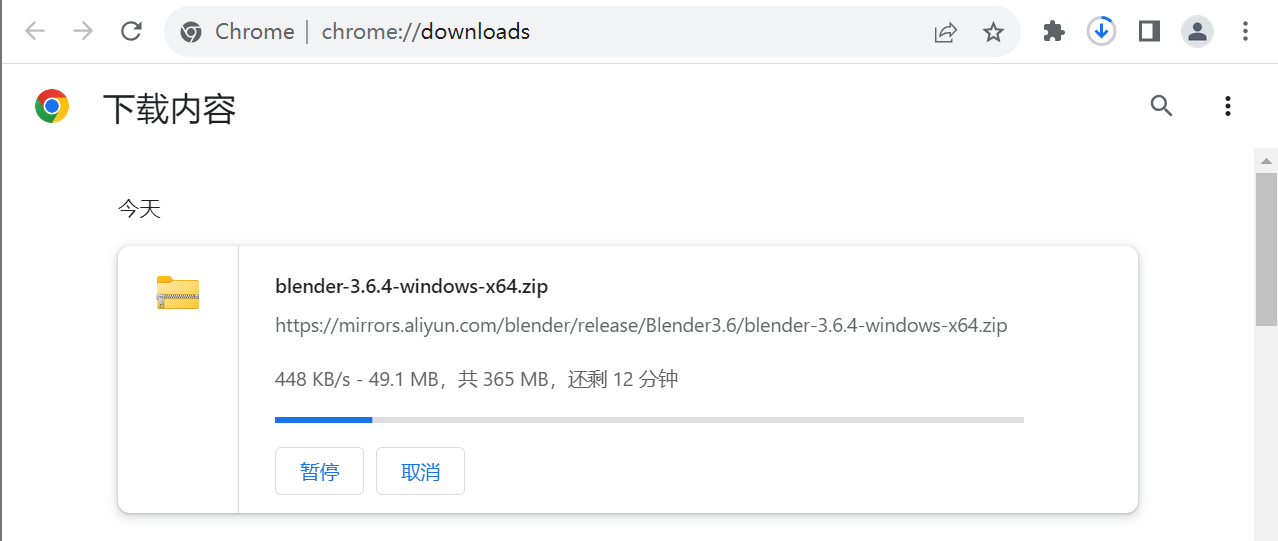 Chrome | chrome://downloads
下载内容
今天
blender-3.6.4-windows-x64.zip
https://mirrors.aliyun.com/blender/release/Blender3.6/blender-3.6.4-windows-x64.zip
448 KB/s - 49.1 MB，共 365 MB，还剩 12 分钟
暂停 取消